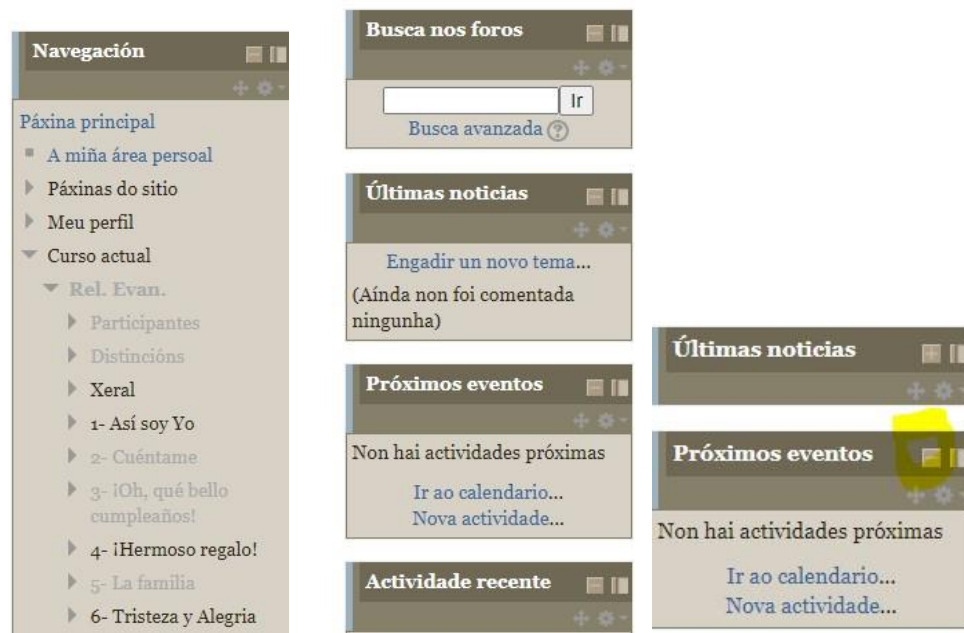 Navegación
Páxina principal
A miña área persoal
Páxinas do sitio
Meu perfil
Curso actual
Rel. Evan.
Participantes
Distincións
Xeral
1- Así soy Yo
2- Cuéntame
3- ¡Oh, qué bello
cumpleaños!
4- ¡Hermoso regalo!
5- La familia
6- Tristeza y Alegria
Busca nos foros
Ir
Busca avanzada
Últimas noticias
Engadir un novo tema...
(Aínda non foi comentada
ningunha)
Próximos eventos
Non hai actividades próximas
Ir ao calendario...
Nova actividade...
Actividade recente
Últimas noticias
Próximos eventos
Non hai actividades próximas
Ir ao calendario...
Nova actividade...